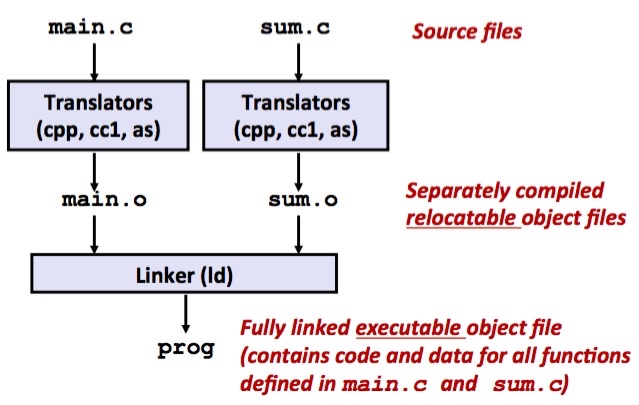 main.c
sum.c
Source files
Translators
(cpp, cc1, as)
Translators
(cpp, cc1, as)
main.o
sum.o
Separately compiled
relocatable object files
Linker (ld)
prog
Fully linked executable object file
(contains code and data for all functions
defined in main.c and sum.c)